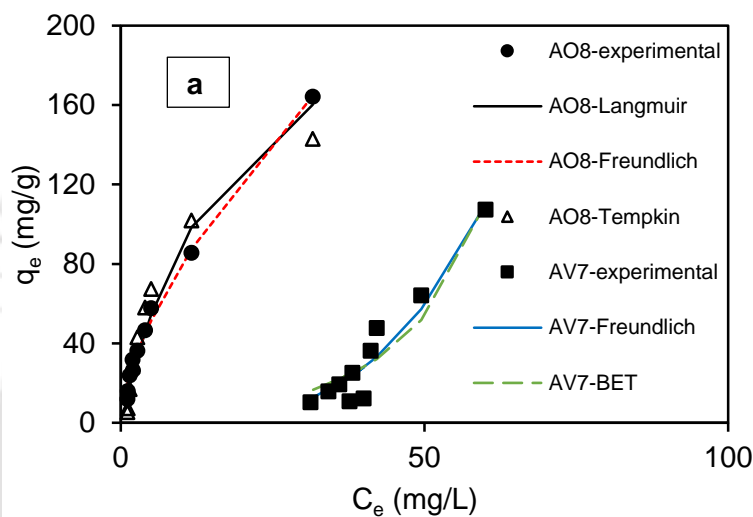 200
160
120
80
40
0
q_e (mg/g)
a
AO8-experimental
AO8-Langmuir
AO8-Freundlich
AO8-Tempkin
AV7-experimental
AV7-Freundlich
AV7-BET
0
50
100
C_e (mg/L)